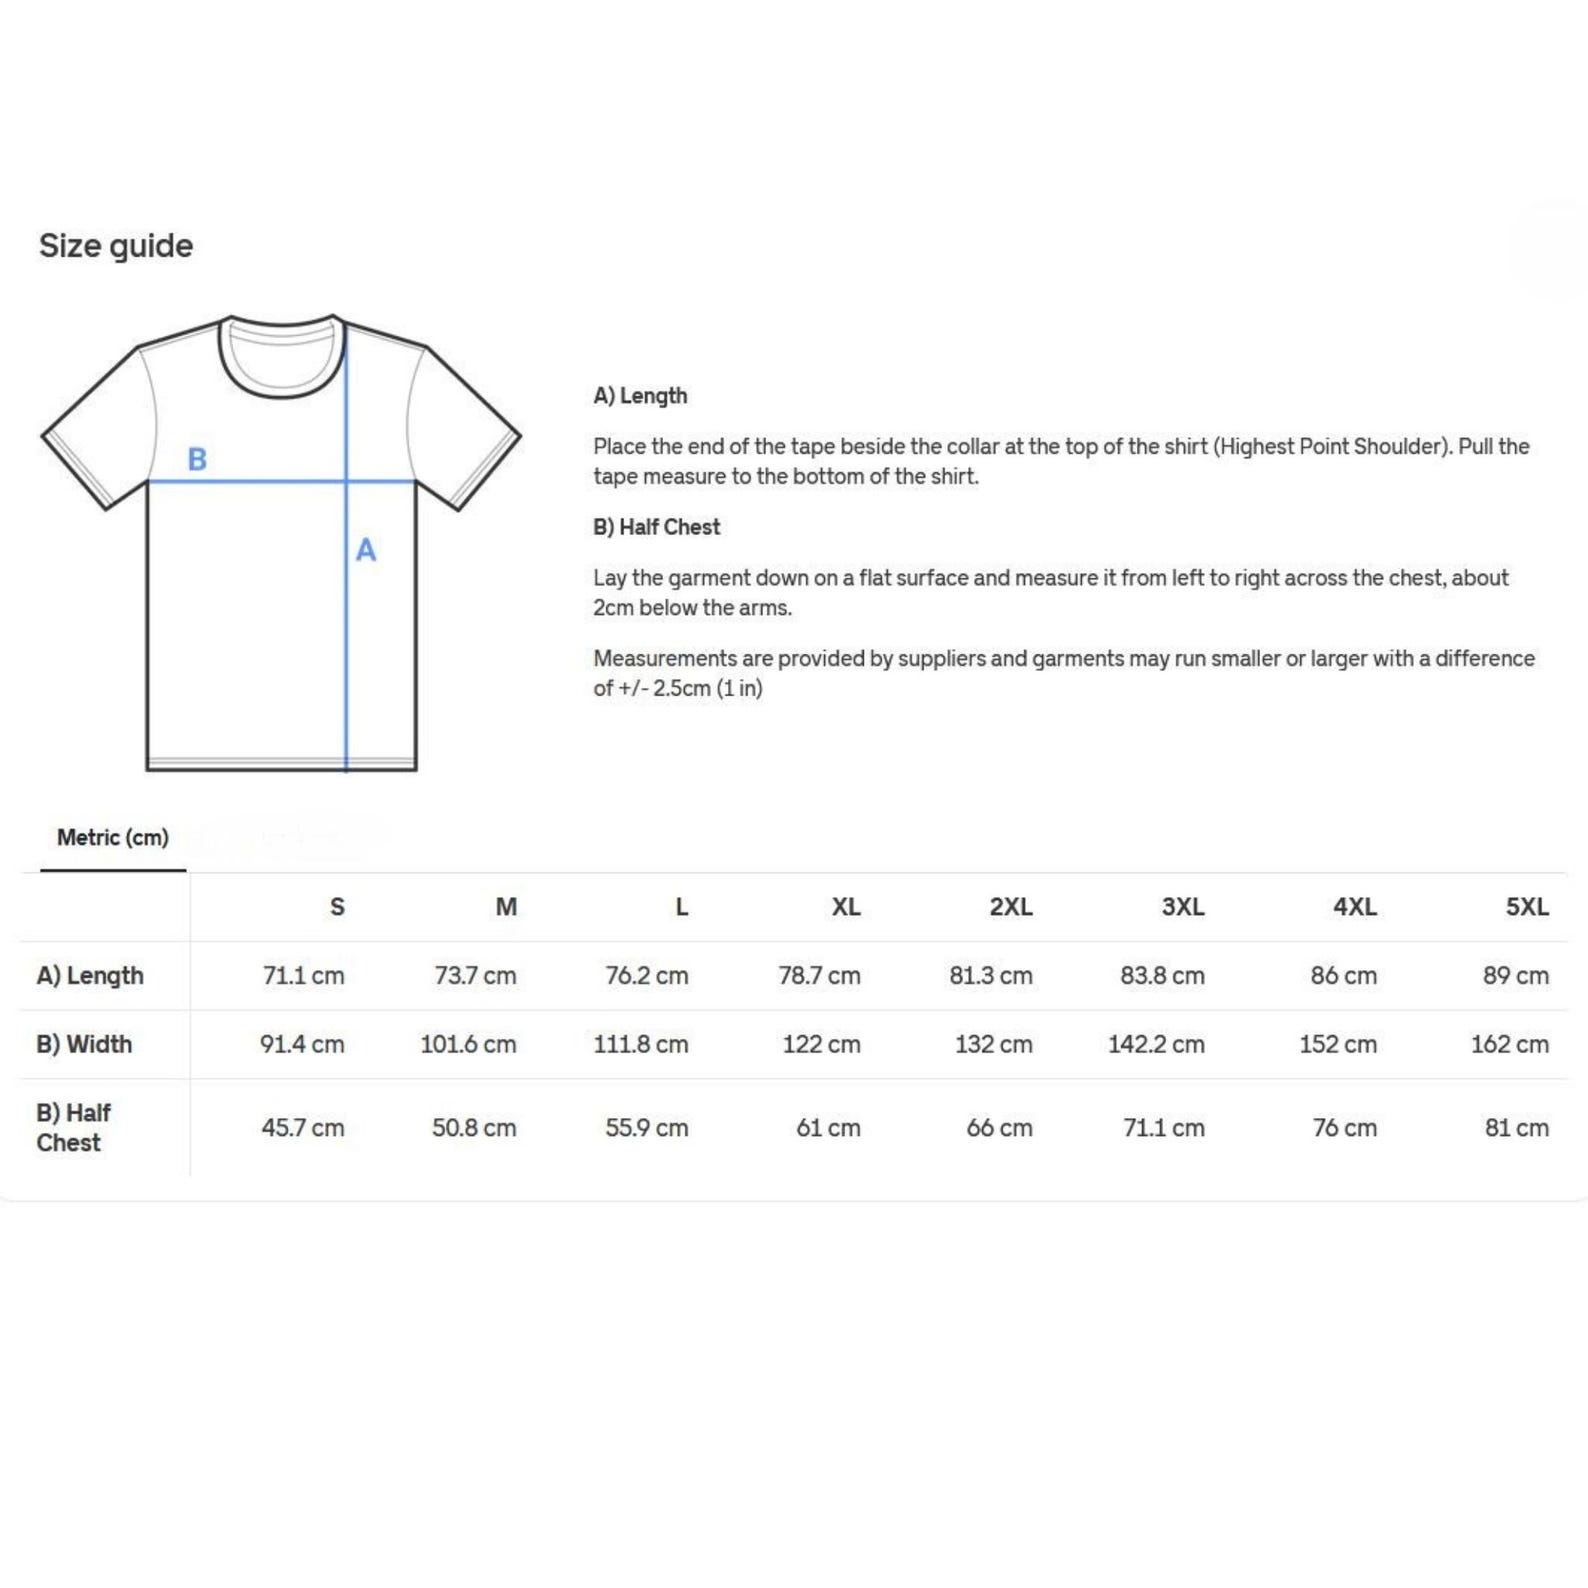 Size guide
B
A
A) Length
Place the end of the tape beside the collar at the top of the shirt (Highest Point Shoulder). Pull the
tape measure to the bottom of the shirt.
B) Half Chest
Lay the garment down on a flat surface and measure it from left to right across the chest, about
2cm below the arms.
Measurements are provided by suppliers and garments may run smaller or larger with a difference
of +/- 2.5cm (1 in)
Metric (cm)
S M L XL 2XL 3XL 4XL 5XL
A) Length 71.1 cm 73.7 cm 76.2 cm 78.7 cm 81.3 cm 83.8 cm 86 cm 89 cm
B) Width 91.4 cm 101.6 cm 111.8 cm 122 cm 132 cm 142.2 cm 152 cm 162 cm
B) Half
Chest 45.7 cm 50.8 cm 55.9 cm 61 cm 66 cm 71.1 cm 76 cm 81 cm